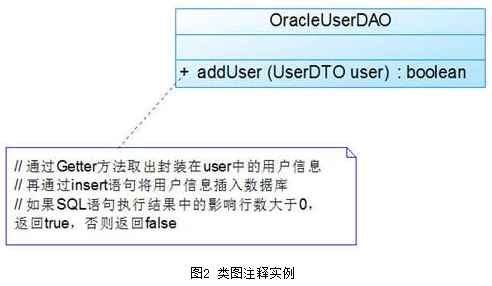 OracleUserDAO
+ addUser (UserDTO user) : boolean
// 通过Getter方法取出封装在user中的用户信息
// 再通过insert语句将用户信息插入数据库
// 如果SQL语句执行结果中的影响行数大于0，
返回true，否则返回false
图2 类图注释实例